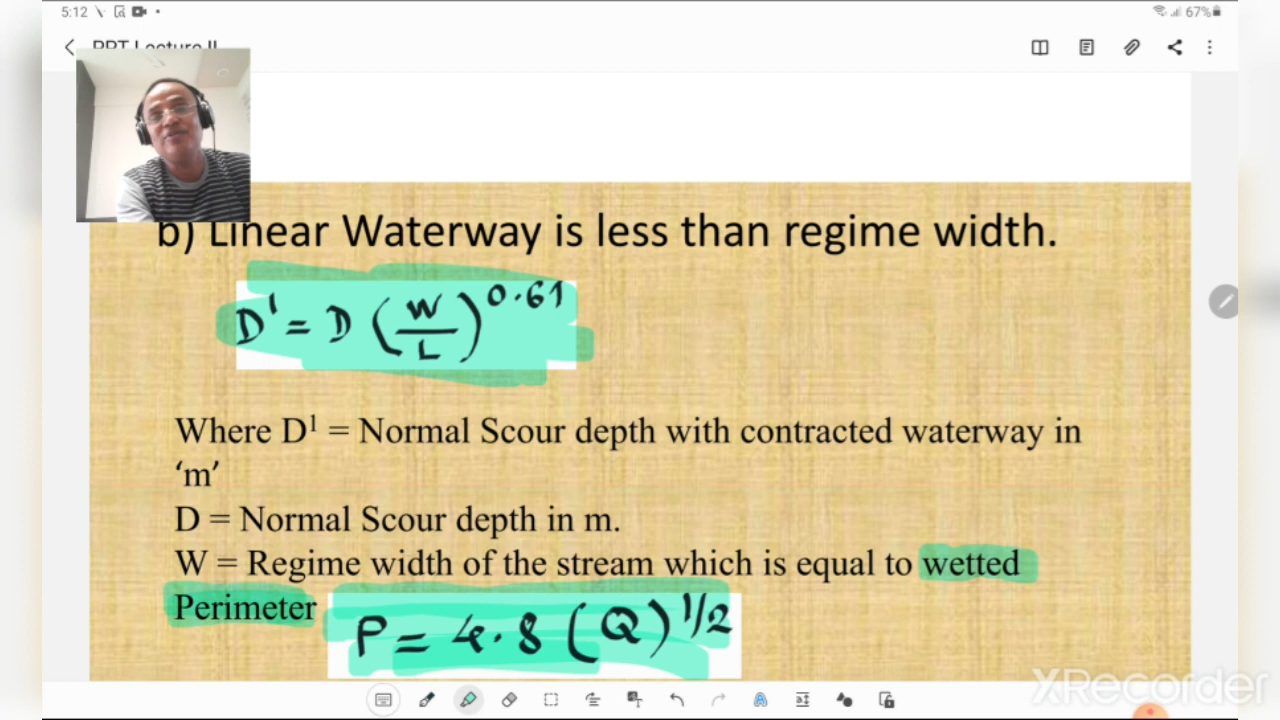 5:12
67%
PPT Lecture II
b) Linear Waterway is less than regime width.
D' = D (W/L)^0.61
Where D¹ = Normal Scour depth with contracted waterway in
‘m’
D = Normal Scour depth in m.
W = Regime width of the stream which is equal to wetted
Perimeter P = 4.8 (Q)^1/2
XRecorder